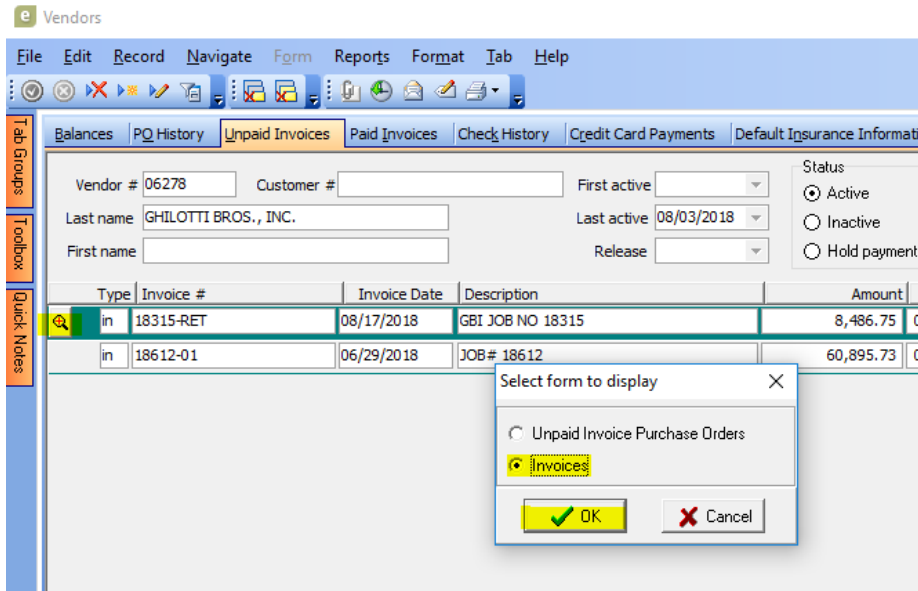 e Vendors
File Edit Record Navigate Form Reports Format Tab Help
Tab Groups
Toolbox
Quick Notes
Balances PO History Unpaid Invoices Paid Invoices Check History Credit Card Payments Default Insurance Informati
Vendor # 06278 Customer # First active Status
Active
Last name GHILOTTI BROS., INC. Last active 08/03/2018 Inactive
First name Release Hold payment
Type Invoice # Invoice Date Description Amount
in 18315-RET 08/17/2018 GBI JOB NO 18315 8,486.75 0
in 18612-01 06/29/2018 JOB# 18612 60,895.73 0
Select form to display
Unpaid Invoice Purchase Orders
Invoices
OK Cancel